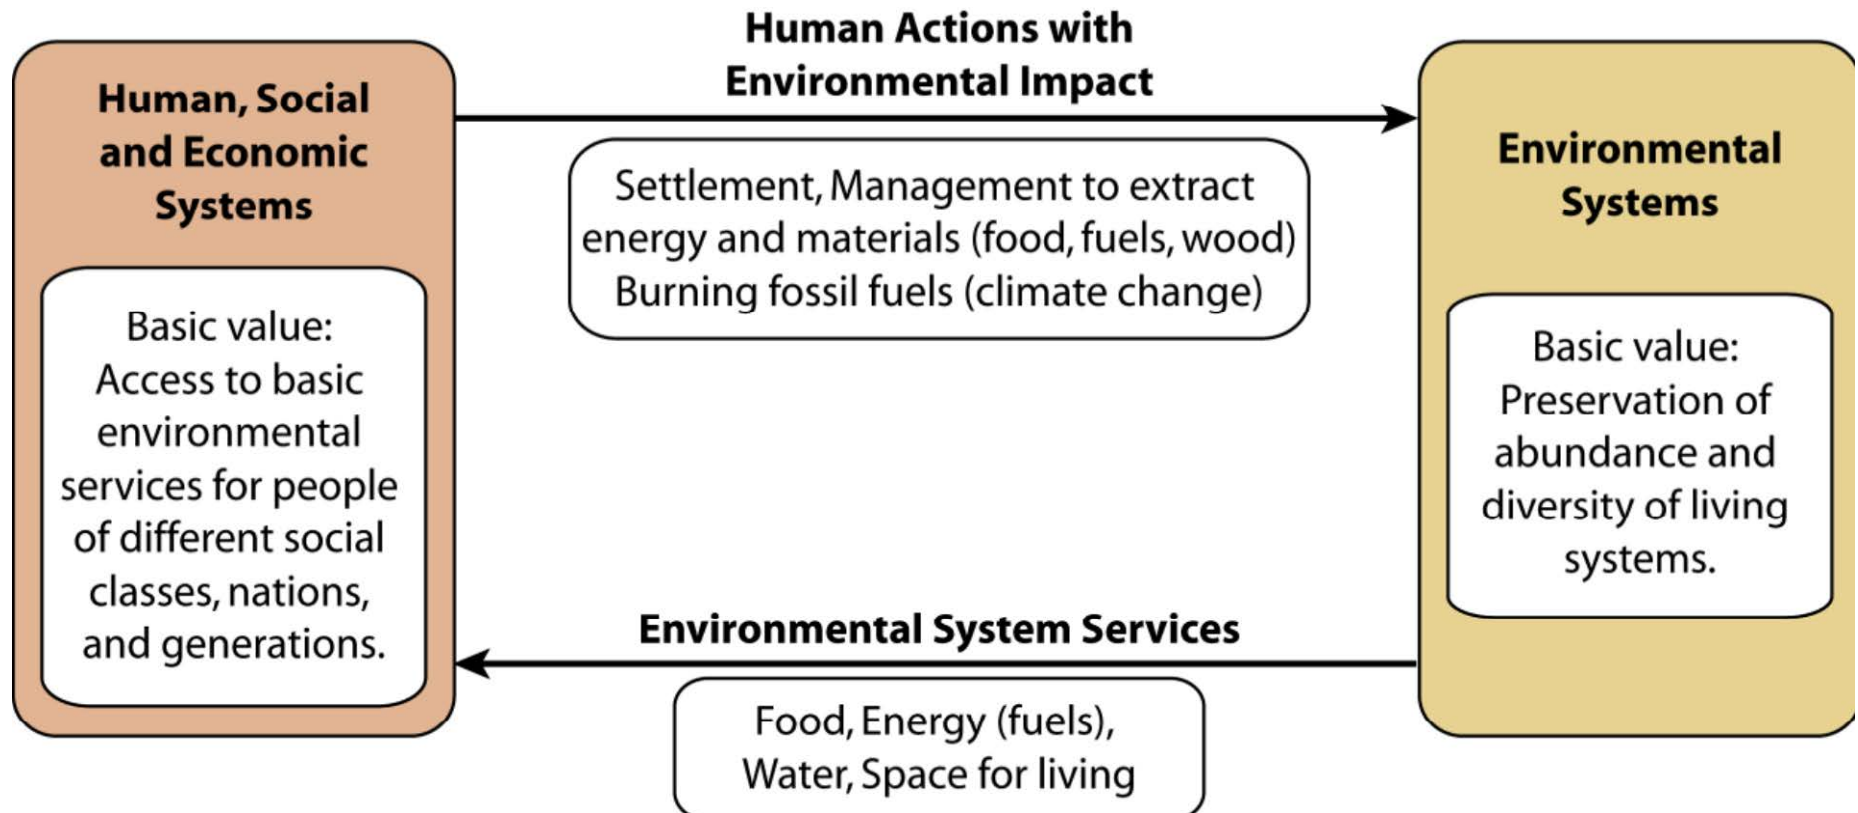 Human Actions with
Environmental Impact
Human, Social
and Economic
Systems
Basic value:
Access to basic
environmental
services for people
of different social
classes, nations,
and generations.
Settlement, Management to extract
energy and materials (food, fuels, wood)
Burning fossil fuels (climate change)
Environmental
Systems
Basic value:
Preservation of
abundance and
diversity of living
systems.
Environmental System Services
Food, Energy (fuels),
Water, Space for living